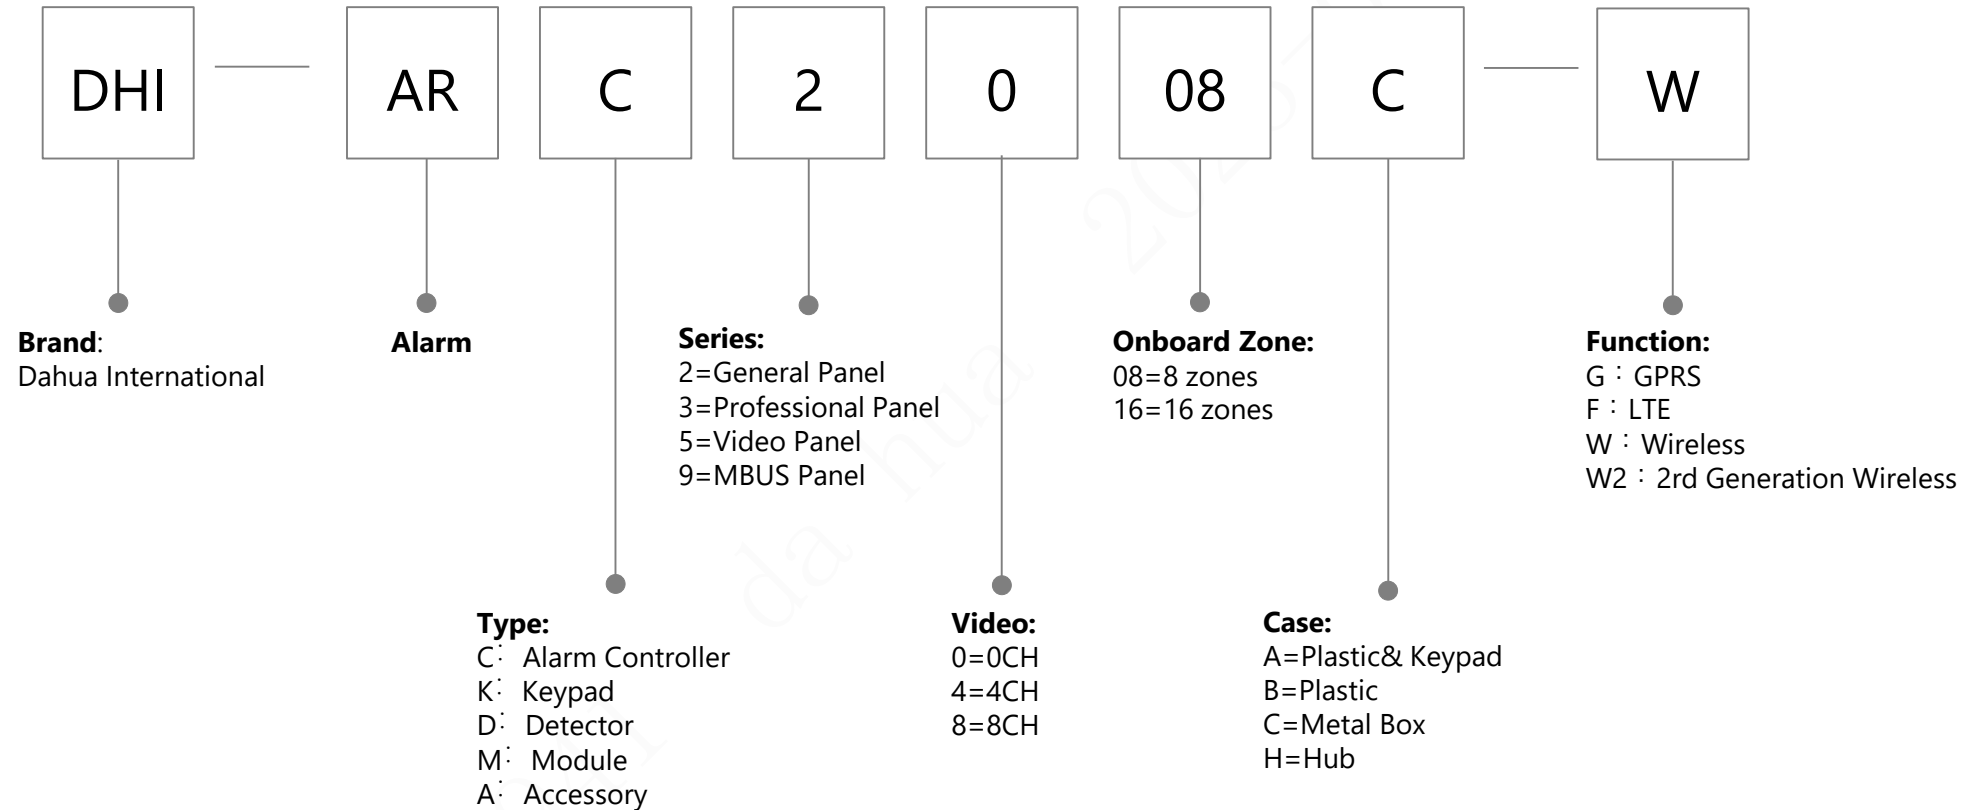 DHI — AR C 2 0 08 C — W
Brand:
Dahua International
Alarm
Series:
2=General Panel
3=Professional Panel
5=Video Panel
9=MBUS Panel
Onboard Zone:
08=8 zones
16=16 zones
Function:
G：GPRS
F：LTE
W：Wireless
W2：2rd Generation Wireless
Type:
C： Alarm Controller
K： Keypad
D： Detector
M： Module
A： Accessory
Video:
0=0CH
4=4CH
8=8CH
Case:
A=Plastic& Keypad
B=Plastic
C=Metal Box
H=Hub
da hua